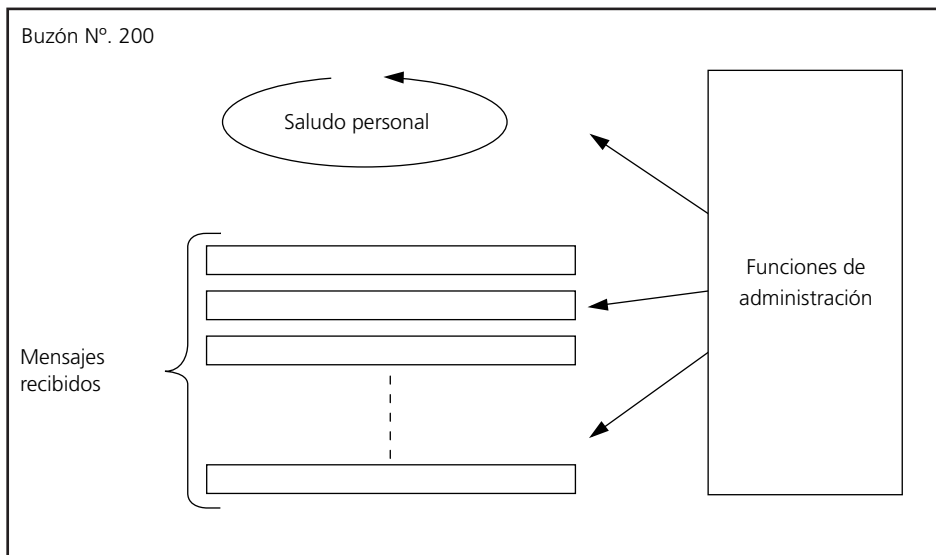 Buzón Nº. 200
Saludo personal
Funciones de
administración
Mensajes
recibidos